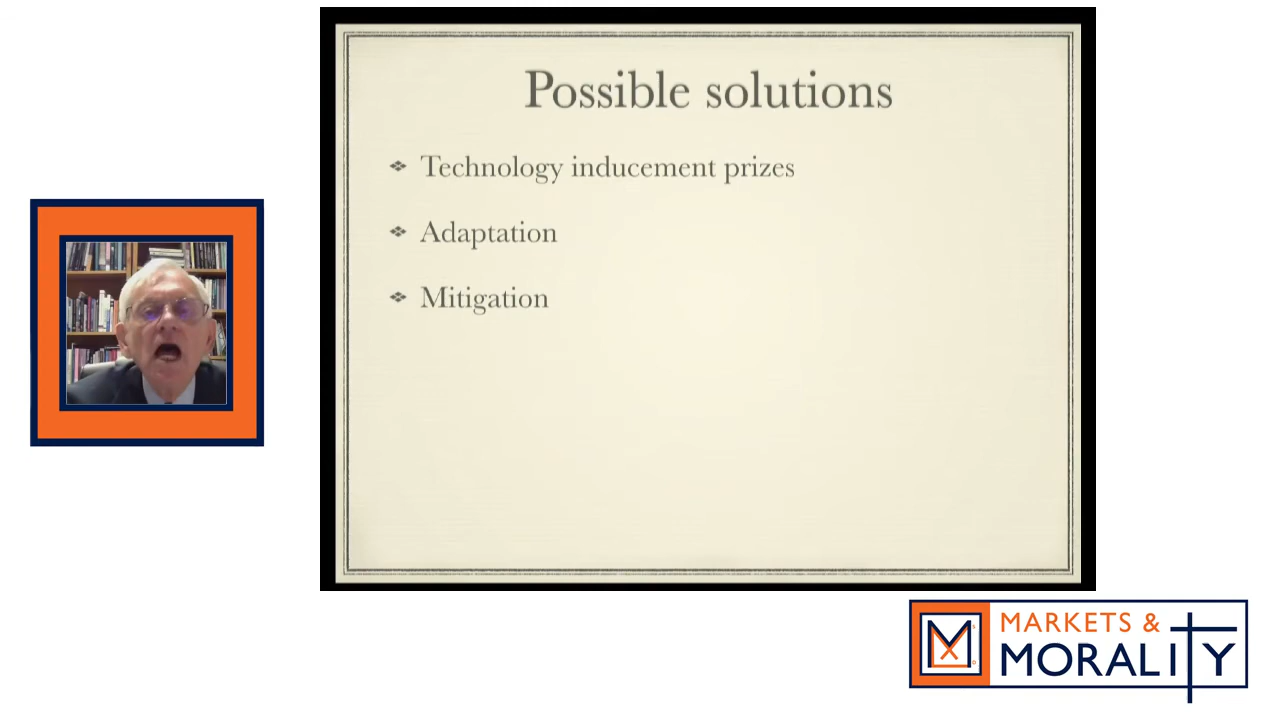 Possible solutions
Technology inducement prizes
Adaptation
Mitigation
MARKETS &
MORALITY